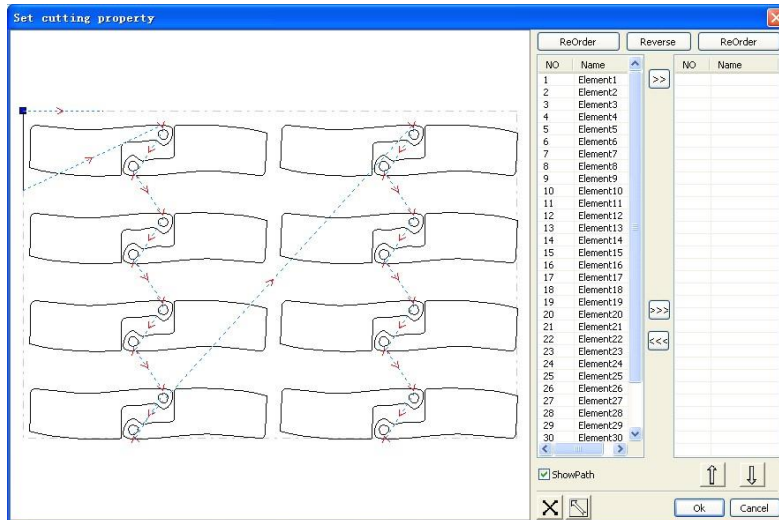 Set cutting property
ReOrder Reverse ReOrder
NO Name NO Name
>>
1 Element1
2 Element2
3 Element3
4 Element4
5 Element5
6 Element6
7 Element7
8 Element8
9 Element9
10 Element10
11 Element11
12 Element12
13 Element13
14 Element14
15 Element15
16 Element16
17 Element17
18 Element18
19 Element19
20 Element20
21 Element21
22 Element22
23 Element23
24 Element24
25 Element25
26 Element26
27 Element27
28 Element28
29 Element29
30 Element30
>>>
<<<
ShowPath
Ok Cancel